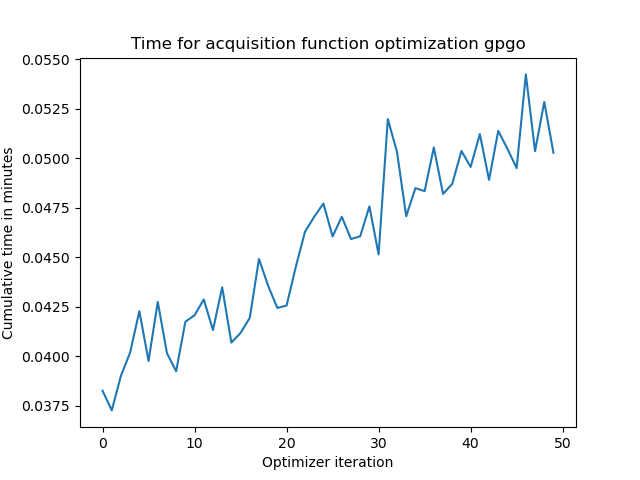 Time for acquisition function optimization gpgo
Cumulative time in minutes
0.0550
0.0525
0.0500
0.0475
0.0450
0.0425
0.0400
0.0375
0 10 20 30 40 50
Optimizer iteration